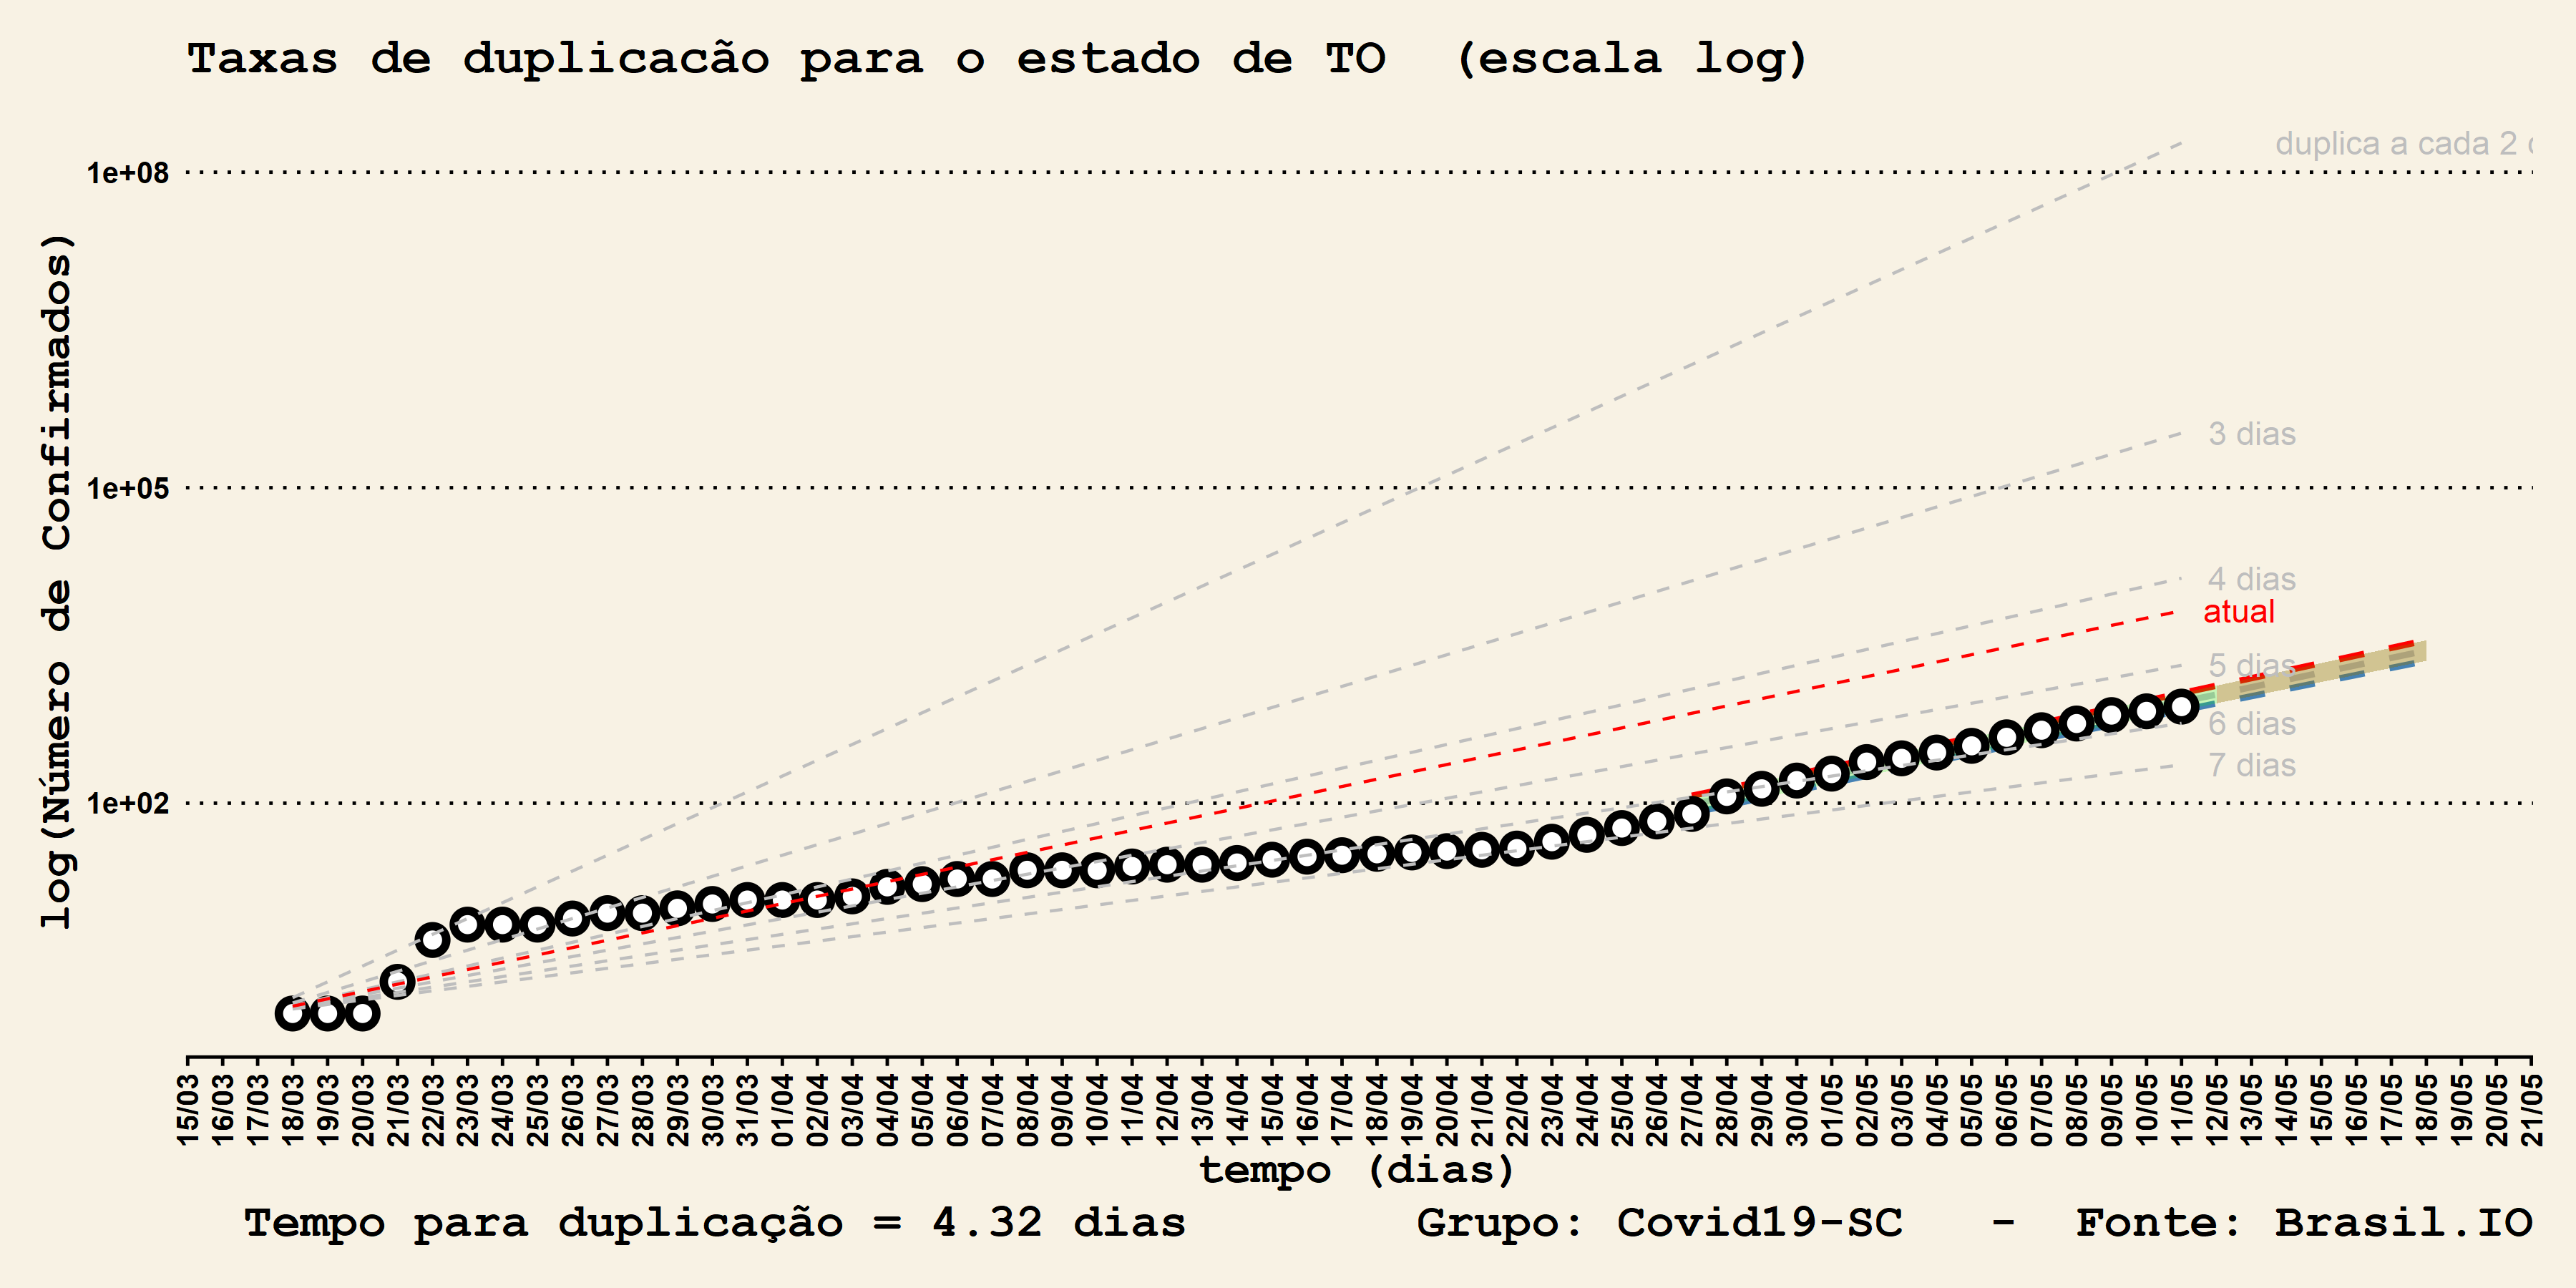 Taxas de duplicacão para o estado de TO (escala log)
duplica a cada 2
1e+08
3 dias
1e+05
4 dias
atual
5 dias
6 dias
7 dias
1e+02
log(Número de Confirmados)
15/03 16/03 17/03 18/03 19/03 20/03 21/03 22/03 23/03 24/03 25/03 26/03 27/03 28/03 29/03 30/03 31/03 01/04 02/04 03/04 04/04 05/04 06/04 07/04 08/04 09/04 10/04 11/04 12/04 13/04 14/04 15/04 16/04 17/04 18/04 19/04 20/04 21/04 22/04 23/04 24/04 25/04 26/04 27/04 28/04 29/04 30/04 01/05 02/05 03/05 04/05 05/05 06/05 07/05 08/05 09/05 10/05 11/05 12/05 13/05 14/05 15/05 16/05 17/05 18/05 19/05 20/05 21/05
tempo (dias)
Tempo para duplicação = 4.32 dias Grupo: Covid19-SC - Fonte: Brasil.IO